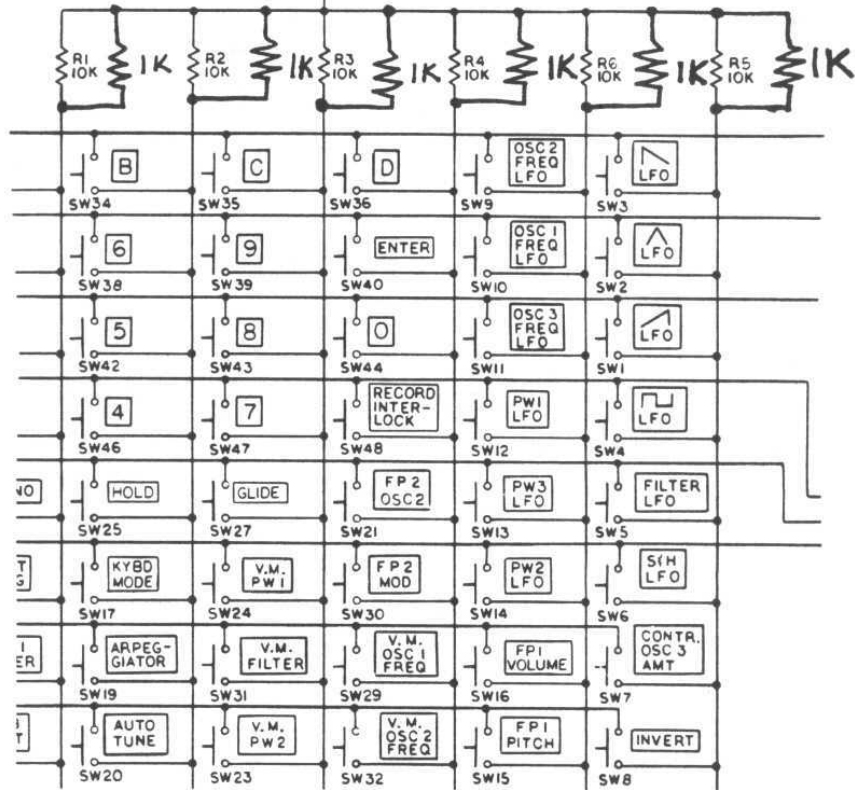 R1
10K
1K
R2
10K
1K
R3
10K
1K
R4
10K
1K
R6
10K
1K
R5
10K
1K
B
SW34
C
SW35
D
SW36
OSC 2
FREQ
LFO
SW9
LFO
SW3
6
SW38
9
SW39
ENTER
SW40
OSC 1
FREQ
LFO
SW10
LFO
SW2
5
SW42
8
SW43
0
SW44
OSC 3
FREQ
LFO
SW11
LFO
SW1
4
SW46
7
SW47
RECORD
INTER-
LOCK
SW48
PW1
LFO
SW12
LFO
SW4
NO
HOLD
SW25
GLIDE
SW27
FP2
OSC2
SW21
PW3
LFO
SW13
FILTER
LFO
SW5
T
G
KYBD
MODE
SW17
V.M.
PW1
SW24
FP2
MOD
SW30
PW2
LFO
SW14
S/H
LFO
SW6
1
ER
ARPEG-
GIATOR
SW19
V.M.
FILTER
SW31
V.M.
OSC 1
FREQ
SW29
FP1
VOLUME
SW16
CONTR.
OSC 3
AMT
SW7
T
AUTO
TUNE
SW20
V.M.
PW2
SW23
V.M.
OSC 2
FREQ
SW32
FP1
PITCH
SW15
INVERT
SW8